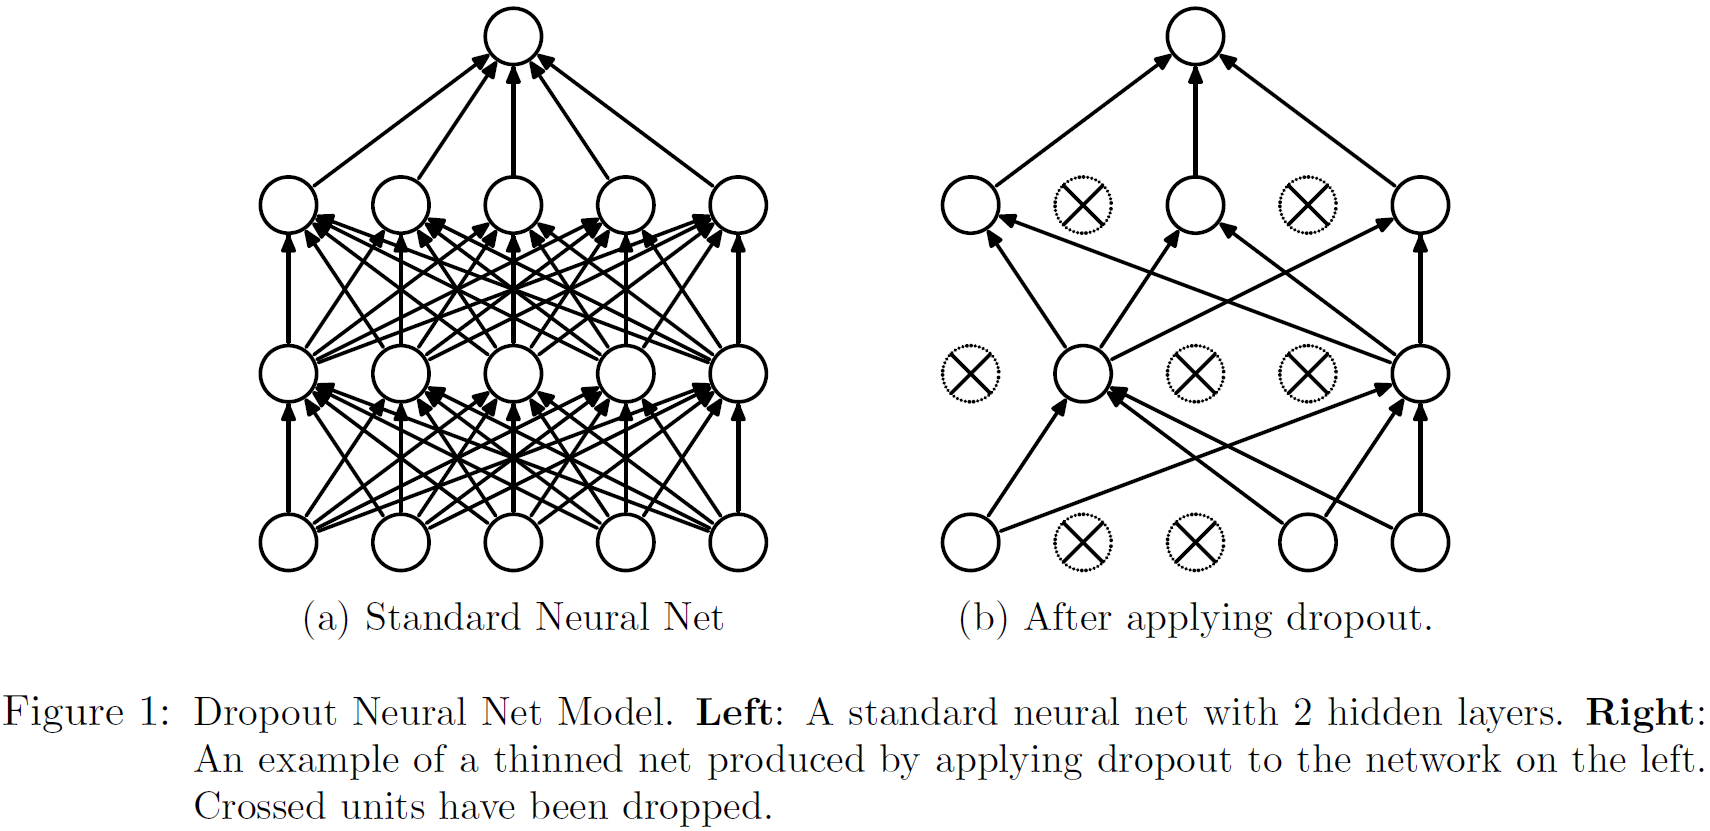 (a) Standard Neural Net
(b) After applying dropout.
Figure 1: Dropout Neural Net Model. Left: A standard neural net with 2 hidden layers. Right:
An example of a thinned net produced by applying dropout to the network on the left.
Crossed units have been dropped.